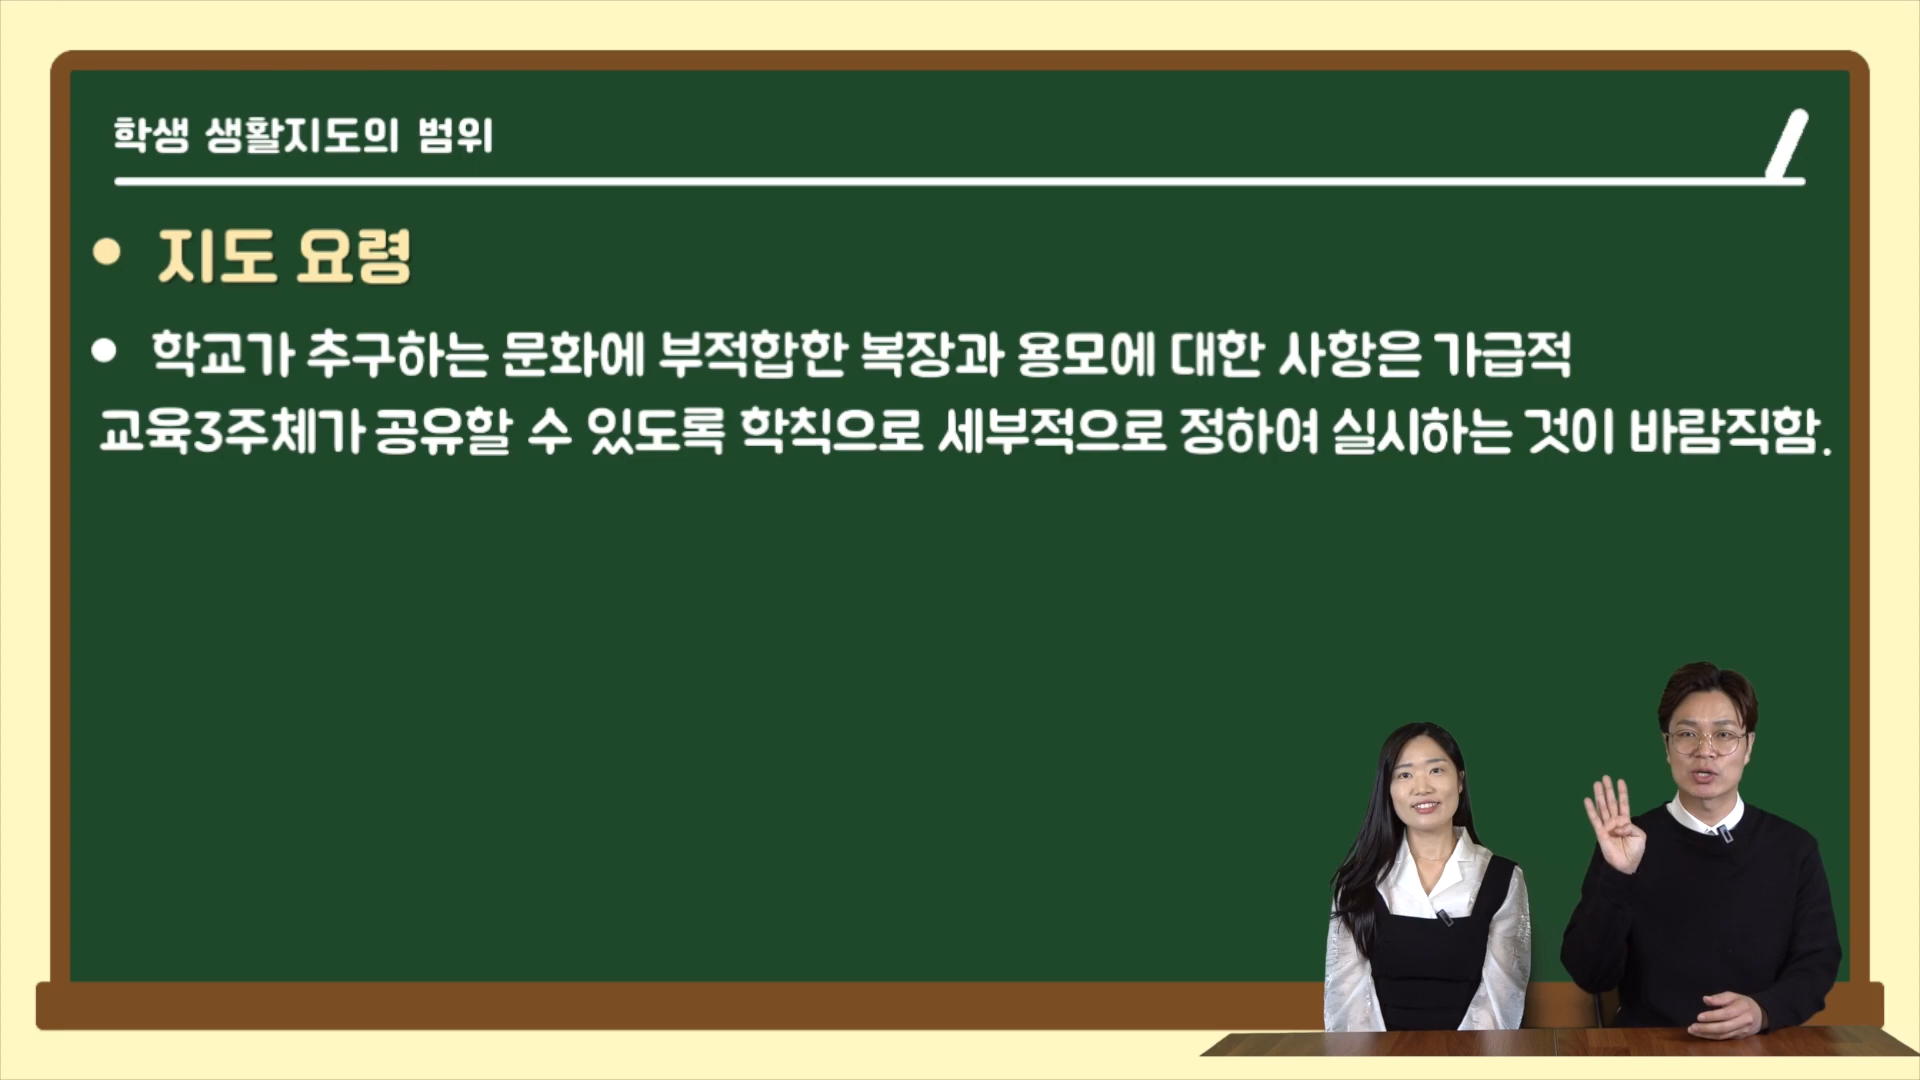 학생 생활지도의 범위
• 지도 요령
• 학교가 추구하는 문화에 부적합한 복장과 용모에 대한 사항은 가급적
교육3주체가 공유할 수 있도록 학칙으로 세부적으로 정하여 실시하는 것이 바람직함.